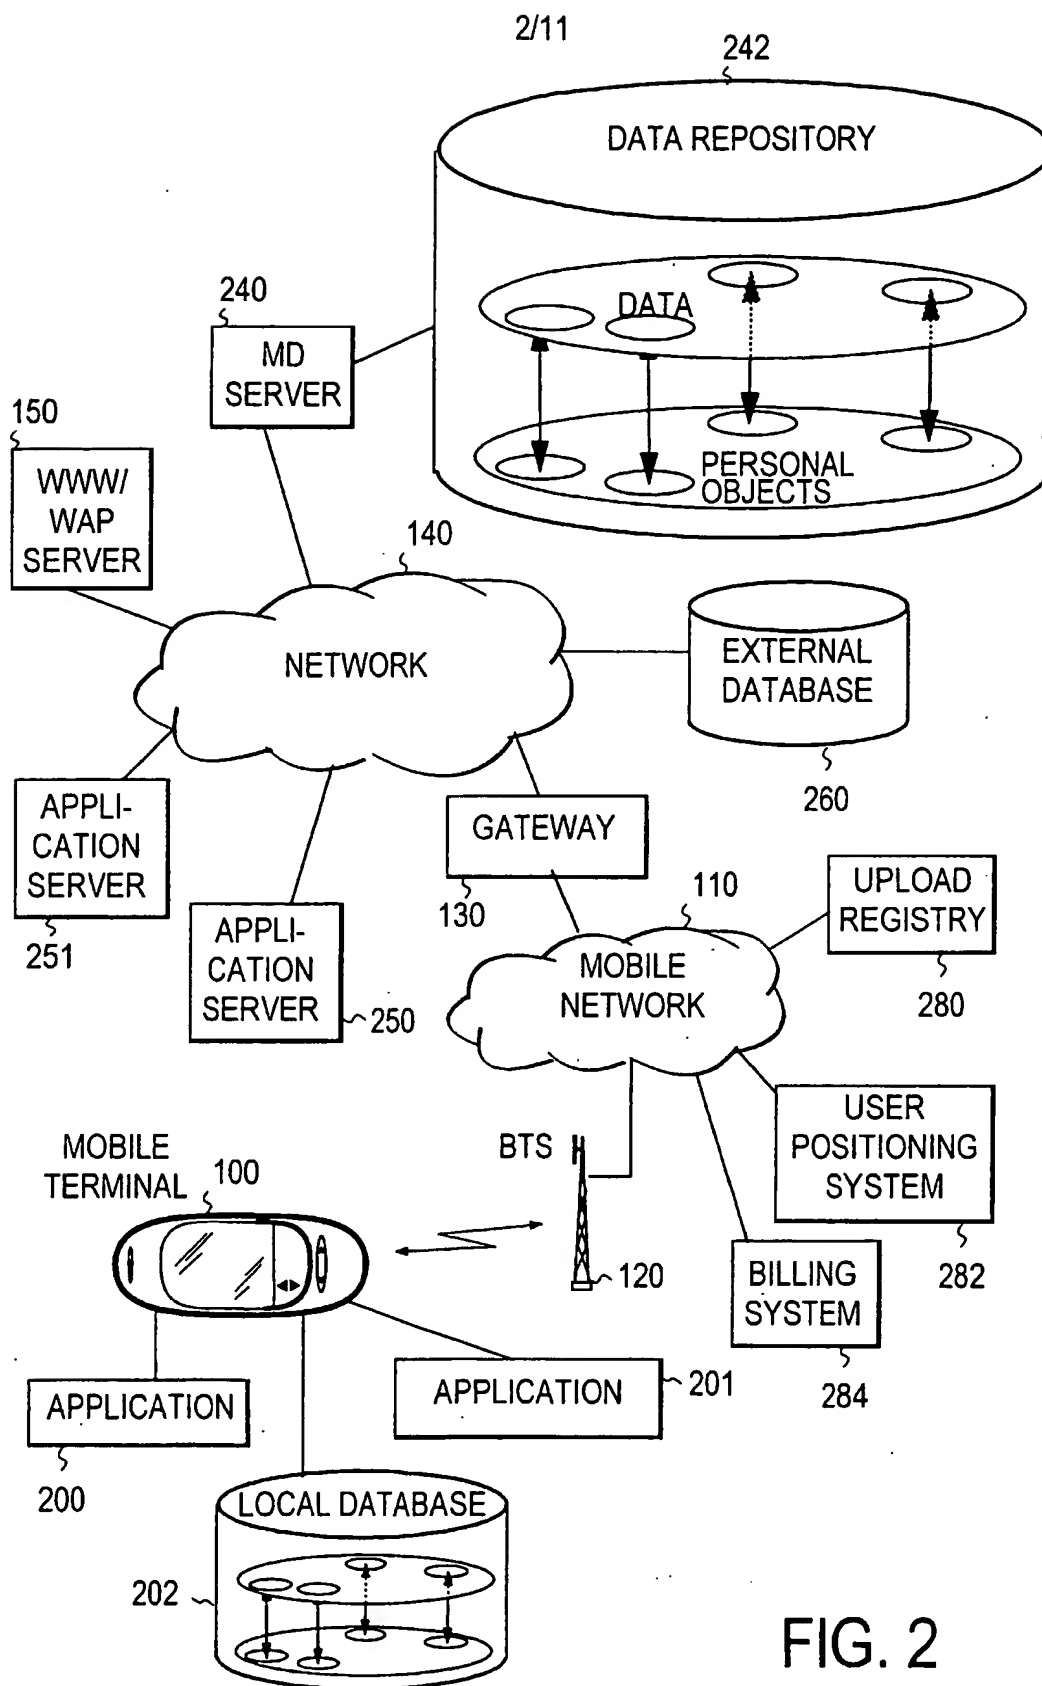 2/11
242
DATA REPOSITORY
DATA
240
MD
SERVER
PERSONAL
OBJECTS
150
WWW/
WAP
SERVER
140
NETWORK
EXTERNAL
DATABASE
260
APPLI-
CATION
SERVER
251
GATEWAY
130
APPLI-
CATION
SERVER
250
110
MOBILE
NETWORK
UPLOAD
REGISTRY
280
USER
POSITIONING
SYSTEM
282
MOBILE
TERMINAL
100
BTS
120
BILLING
SYSTEM
284
APPLICATION
200
APPLICATION
201
LOCAL DATABASE
202
FIG. 2